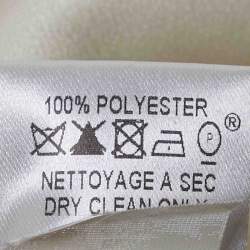 100% POLYESTER
P
®
NETTOYAGE A SEC
DRY CLEAN ONLY